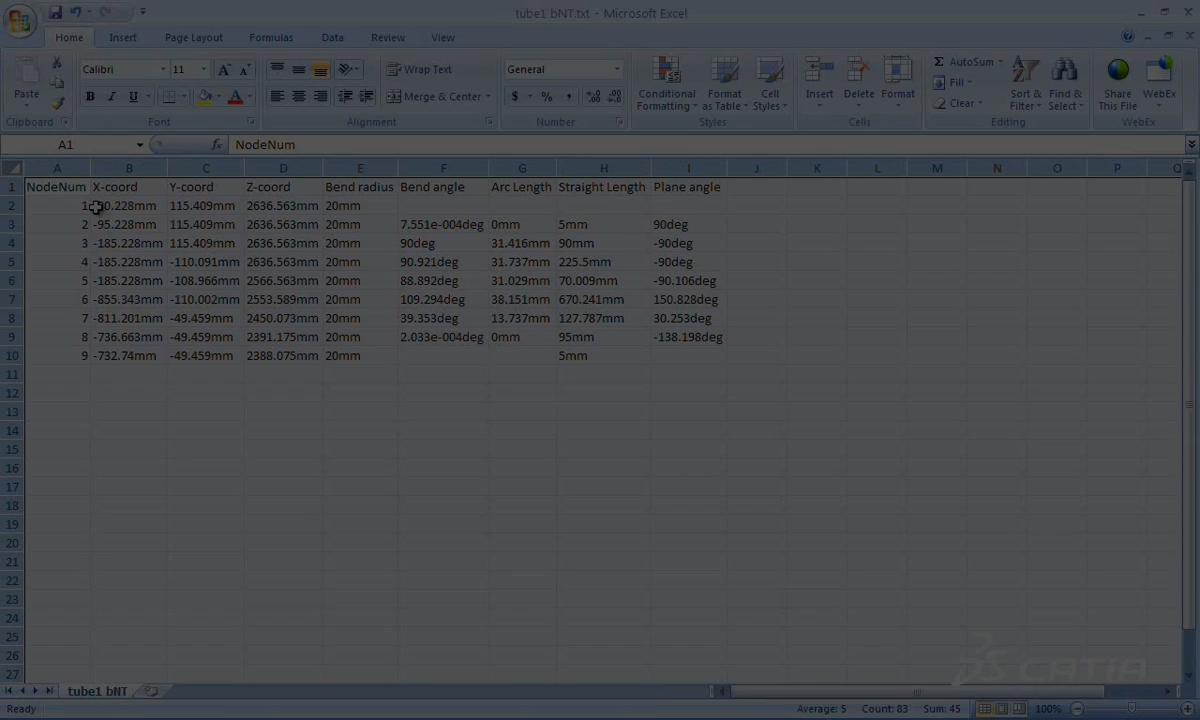 tube1 bNT.txt - Microsoft Excel
Home Insert Page Layout Formulas Data Review View
Calibri 11 Wrap Text General AutoSum
Paste Conditional Formatting Format as Table Cell Styles Insert Delete Format Fill Sort & Filter Find & Select Share This File WebEx
B I U Merge & Center $ % , Clear
Clipboard Font Alignment Number Styles Cells Editing WebEx
A1 fx NodeNum
A B C D E F G H I J K L M N O P Q
1 NodeNum X-coord Y-coord Z-coord Bend radius Bend angle Arc Length Straight Length Plane angle
2 1 115.409mm 2636.563mm 20mm
3 2 -95.228mm 115.409mm 2636.563mm 20mm 7.551e-004deg 0mm 5mm 90deg
4 3 -185.228mm 115.409mm 2636.563mm 20mm 90deg 31.416mm 90mm -90deg
5 4 -185.228mm -110.091mm 2636.563mm 20mm 90.921deg 31.737mm 225.5mm -90deg
6 5 -185.228mm -108.966mm 2566.563mm 20mm 88.892deg 31.029mm 70.009mm -90.106deg
7 6 -855.343mm -110.002mm 2553.589mm 20mm 109.294deg 38.151mm 670.241mm 150.828deg
8 7 -811.201mm -49.459mm 2450.073mm 20mm 39.353deg 13.737mm 127.787mm 30.253deg
9 8 -736.663mm -49.459mm 2391.175mm 20mm 2.033e-004deg 0mm 95mm -138.198deg
10 9 -732.74mm -49.459mm 2388.075mm 20mm 5mm
11
12
13
14
15
16
17
18
19
20
21
22
23
24
25
26
27
CATIA
tube1 bNT
Ready Average: 5 Count: 83 Sum: 45 100%